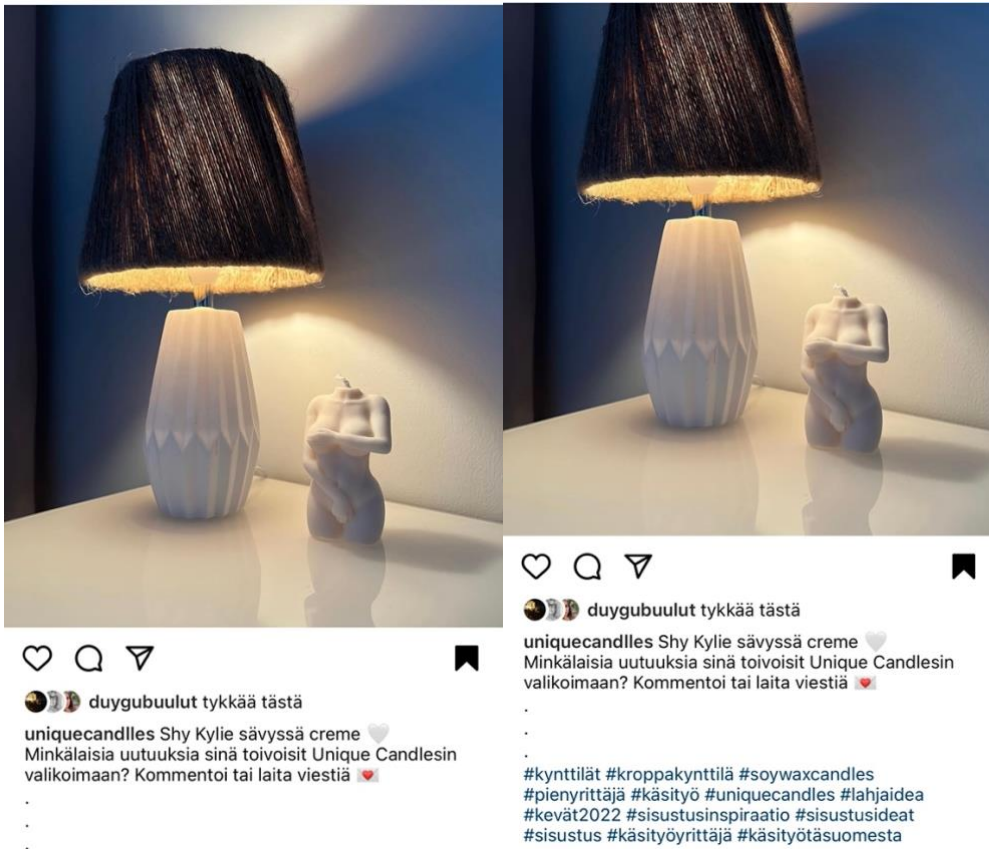 duygubuulut tykkää tästä
uniquecandlles Shy Kylie sävyssä creme 🤍
Minkälaisia uutuuksia sinä toivoisit Unique Candlesin
valikoimaan? Kommentoi tai laita viestiä 💌
.
.
.
duygubuulut tykkää tästä
uniquecandlles Shy Kylie sävyssä creme 🤍
Minkälaisia uutuuksia sinä toivoisit Unique Candlesin
valikoimaan? Kommentoi tai laita viestiä 💌
.
.
.
#kynttilät #kroppakynttilä #soywaxcandles
#pienyrittäjä #käsityö #uniquecandles #lahjaidea
#kevät2022 #sisustusinspiraatio #sisustusideat
#sisustus #käsityöyrittäjä #käsityötäsuomesta